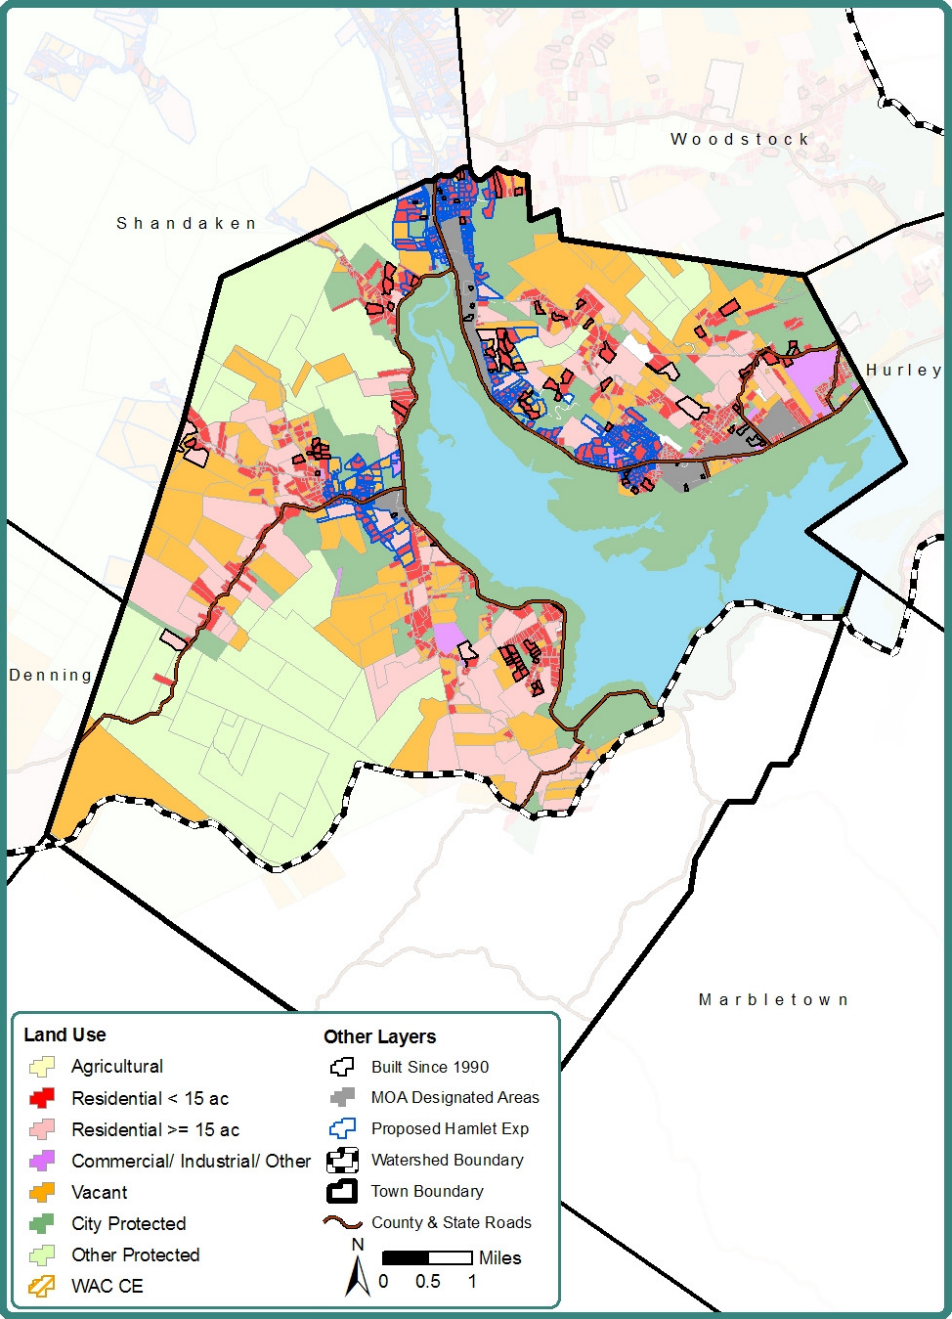 Woodstock
Shandaken
Hurley
Denning
Marbletown
Land Use
Agricultural
Residential < 15 ac
Residential >= 15 ac
Commercial/ Industrial/ Other
Vacant
City Protected
Other Protected
WAC CE
Other Layers
Built Since 1990
MOA Designated Areas
Proposed Hamlet Exp
Watershed Boundary
Town Boundary
County & State Roads
N
Miles
0 0.5 1